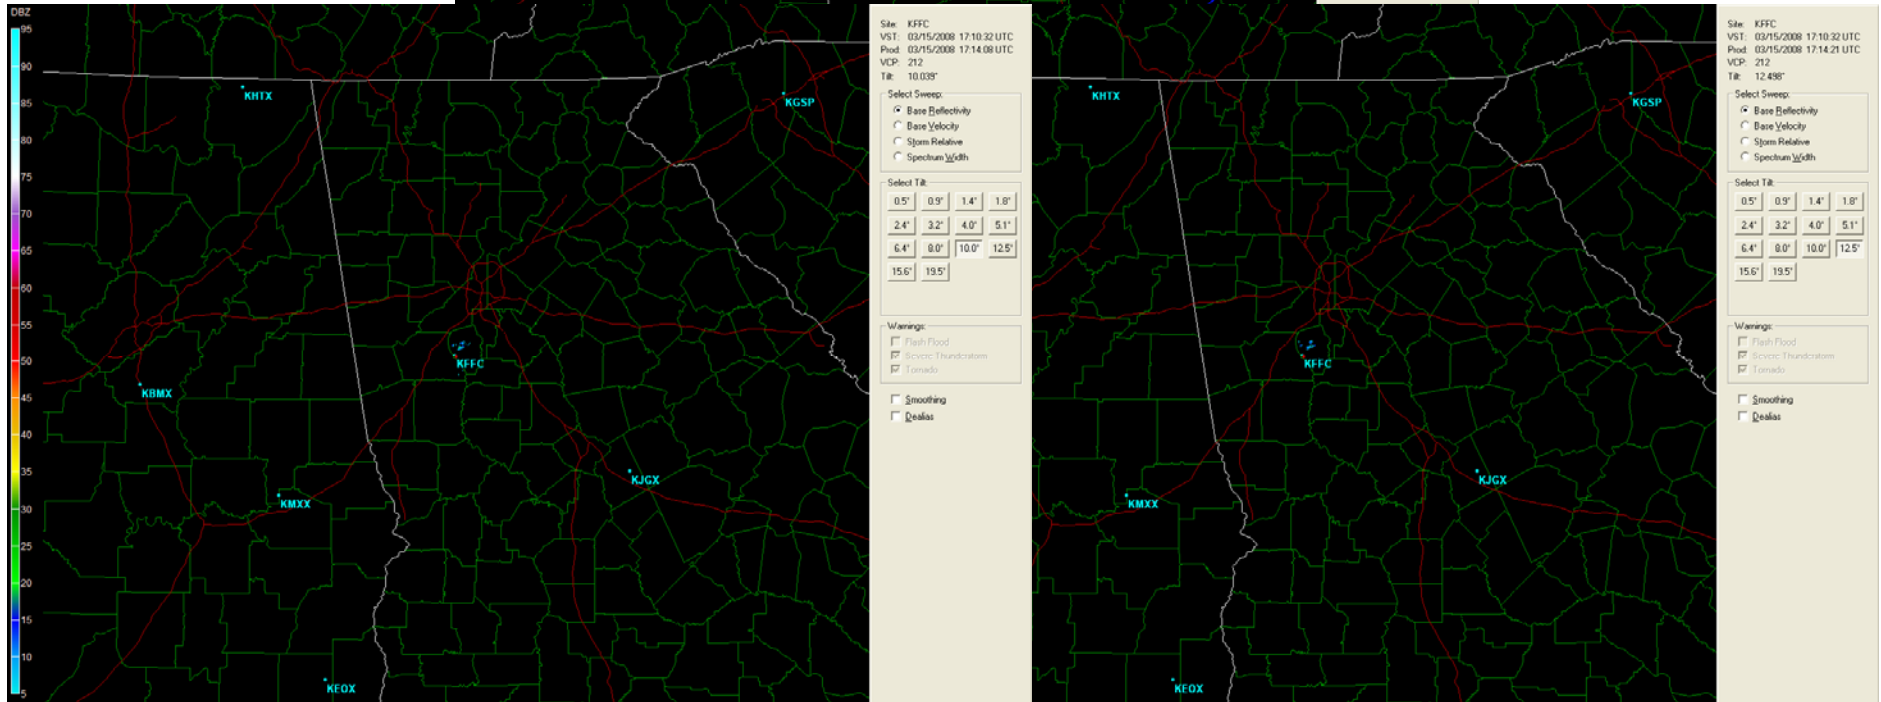 DBZ
95
90
85
80
75
70
65
60
55
50
45
40
35
30
25
20
15
10
5
KHTX
KGSP
KFFC
KBMX
KJGX
KMXX
KEOX
Site: KFFC
VST: 03/15/2008 17:10:32 UTC
Prod: 03/15/2008 17:14:08 UTC
VCP: 212
Tilt: 10.039°
Select Sweep:
Base Reflectivity
Base Velocity
Storm Relative
Spectrum Width
Select Tilt:
0.5° 0.9° 1.4° 1.8°
2.4° 3.2° 4.0° 5.1°
6.4° 8.0° 10.0° 12.5°
15.6° 19.5°
Warnings:
Flash Flood
Severe Thunderstorm
Tornado
Smoothing
Dealias
KHTX
KGSP
KFFC
KJGX
KMXX
KEOX
Site: KFFC
VST: 03/15/2008 17:10:32 UTC
Prod: 03/15/2008 17:14:21 UTC
VCP: 212
Tilt: 12.498°
Select Sweep:
Base Reflectivity
Base Velocity
Storm Relative
Spectrum Width
Select Tilt:
0.5° 0.9° 1.4° 1.8°
2.4° 3.2° 4.0° 5.1°
6.4° 8.0° 10.0° 12.5°
15.6° 19.5°
Warnings:
Flash Flood
Severe Thunderstorm
Tornado
Smoothing
Dealias